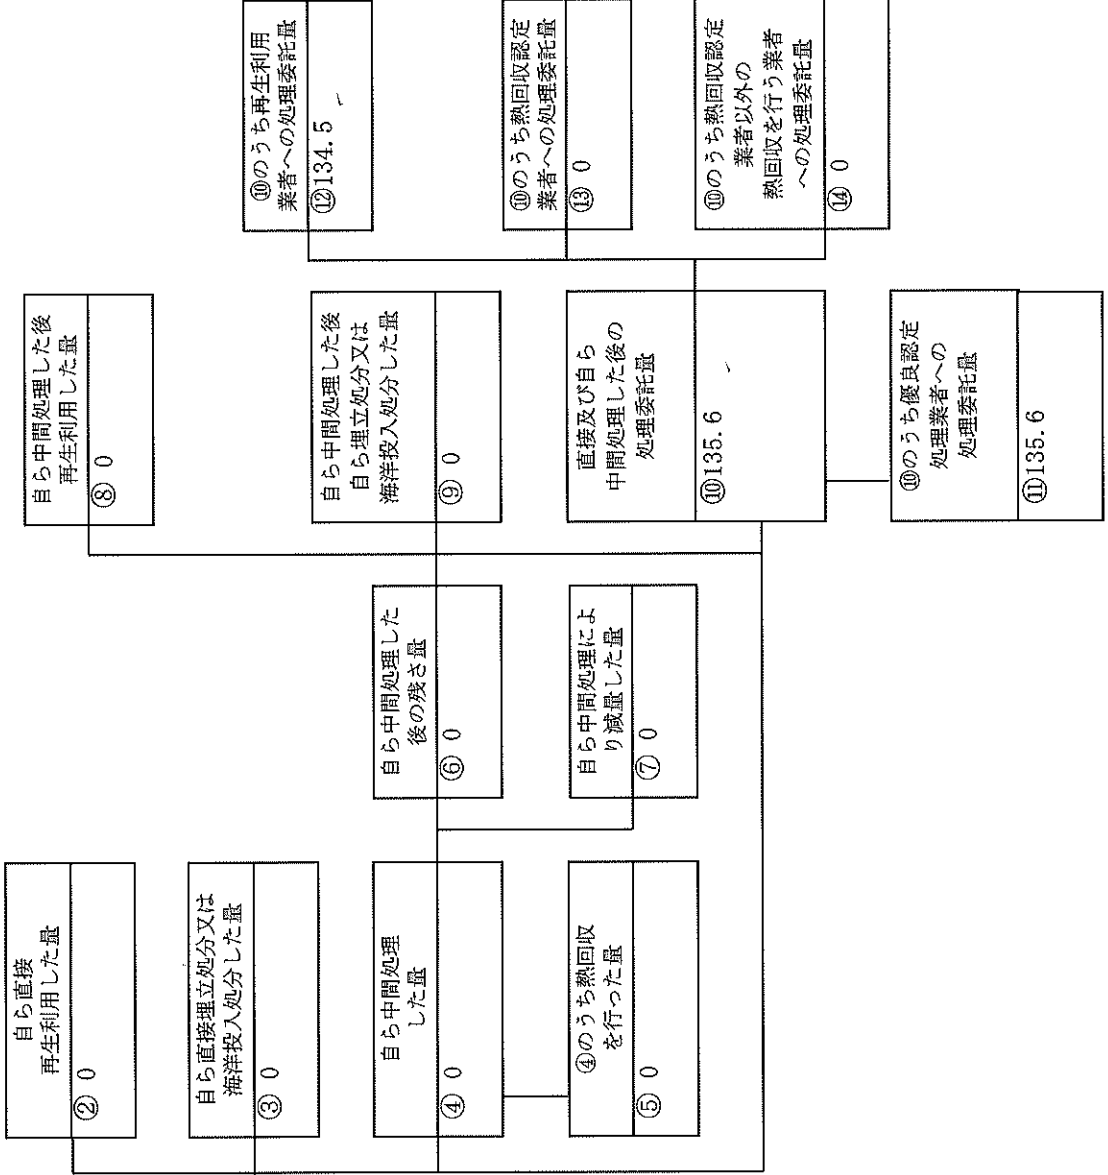 自ら直接
再生利用した量
② 0
自ら直接埋立処分又は
海洋投入処分した量
③ 0
自ら中間処理
した量
④ 0
④のうち熱回収
を行った量
⑤ 0
自ら中間処理した
後の残さ量
⑥ 0
自ら中間処理によ
り減量した量
⑦ 0
自ら中間処理した後
再生利用した量
⑧ 0
自ら中間処理した後
自ら埋立処分又は
海洋投入処分した量
⑨ 0
直接及び自ら
中間処理した後の
処理委託量
⑩135.6
⑩のうち優良認定
処理業者への
処理委託量
⑪135.6
⑩のうち再生利用
業者への処理委託量
⑫134.5
⑩のうち熱回収認定
業者への処理委託量
⑬ 0
⑩のうち熱回収認定
業者以外の
熱回収を行う業者
への処理委託量
⑭ 0